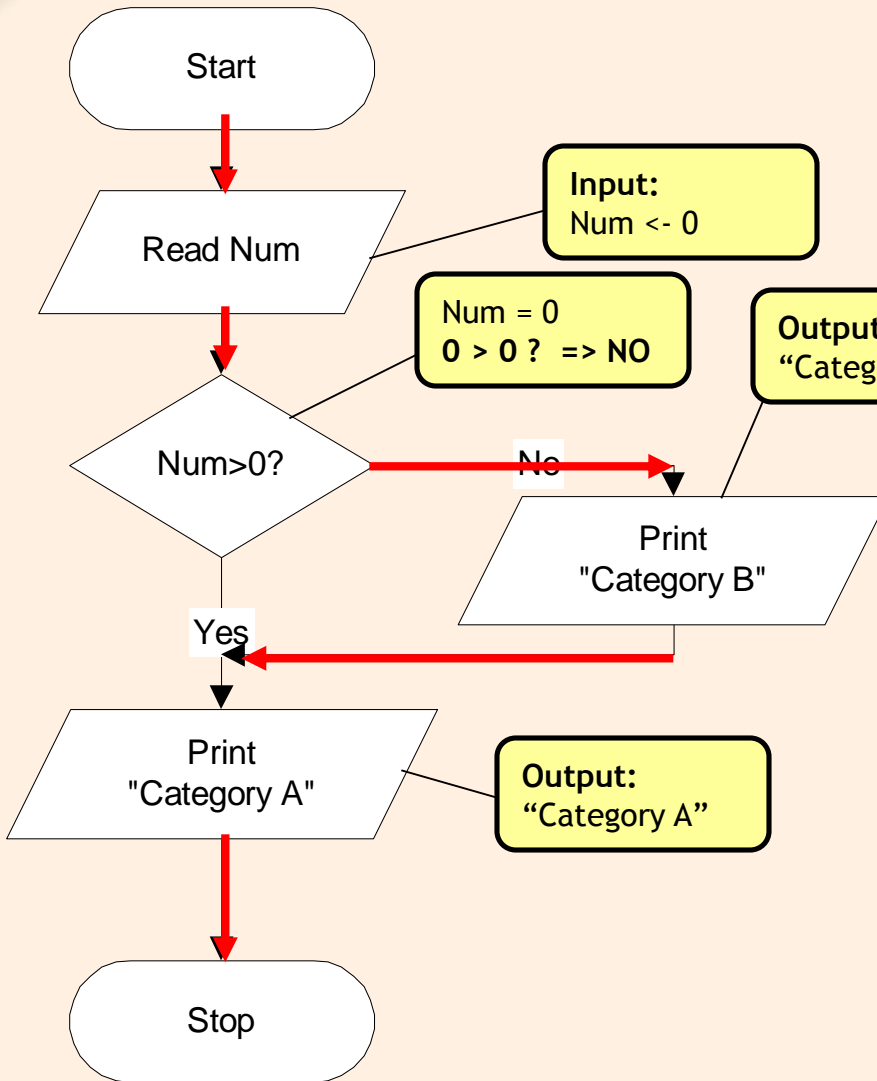 Start
Read Num
Input:
Num <- 0
Num = 0
0 > 0 ?  => NO
Output
“Categ
Num>0?
No
Print
"Category B"
Yes
Print
"Category A"
Output:
“Category A”
Stop